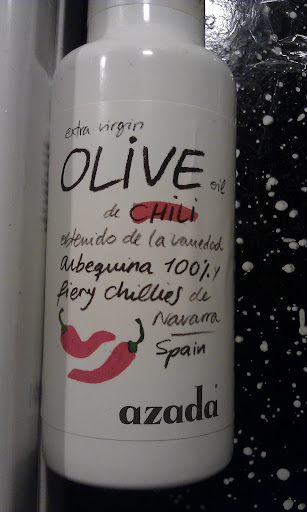 extra virgin
OLiVE oil
de CHiLi
obtenido de la variedad
arbequina 100% y
fiery chillies de
Navarra
Spain
azada